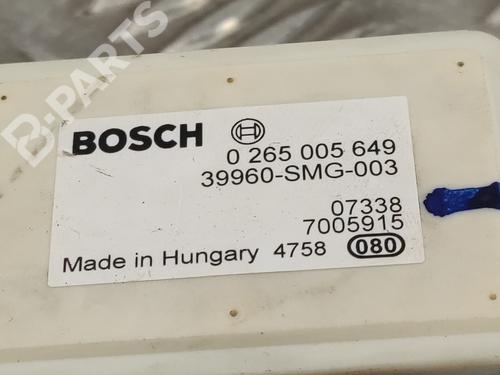 B-PARTS
BOSCH
0 265 005 649
39960-SMG-003
07338
7005915
Made in Hungary 4758 080